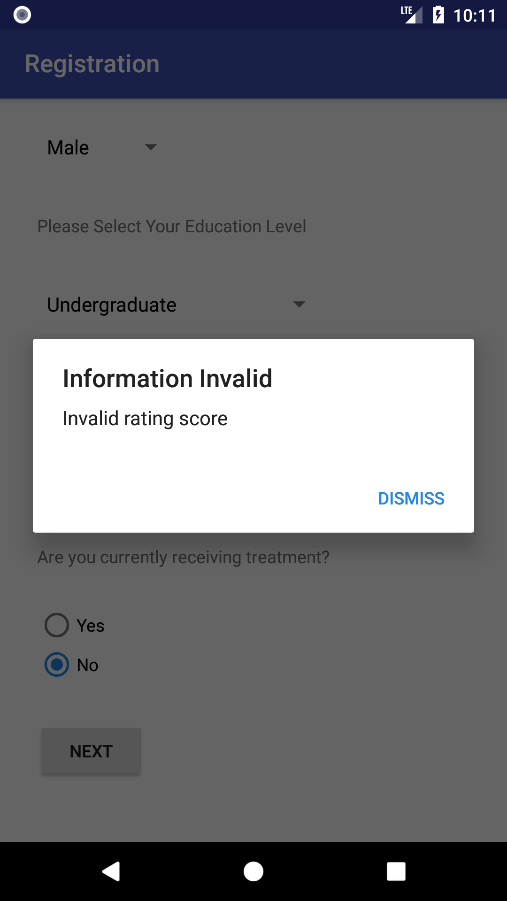 LTE 10:11
Registration
Male
Please Select Your Education Level
Undergraduate
Information Invalid
Invalid rating score
DISMISS
Are you currently receiving treatment?
Yes
No
NEXT